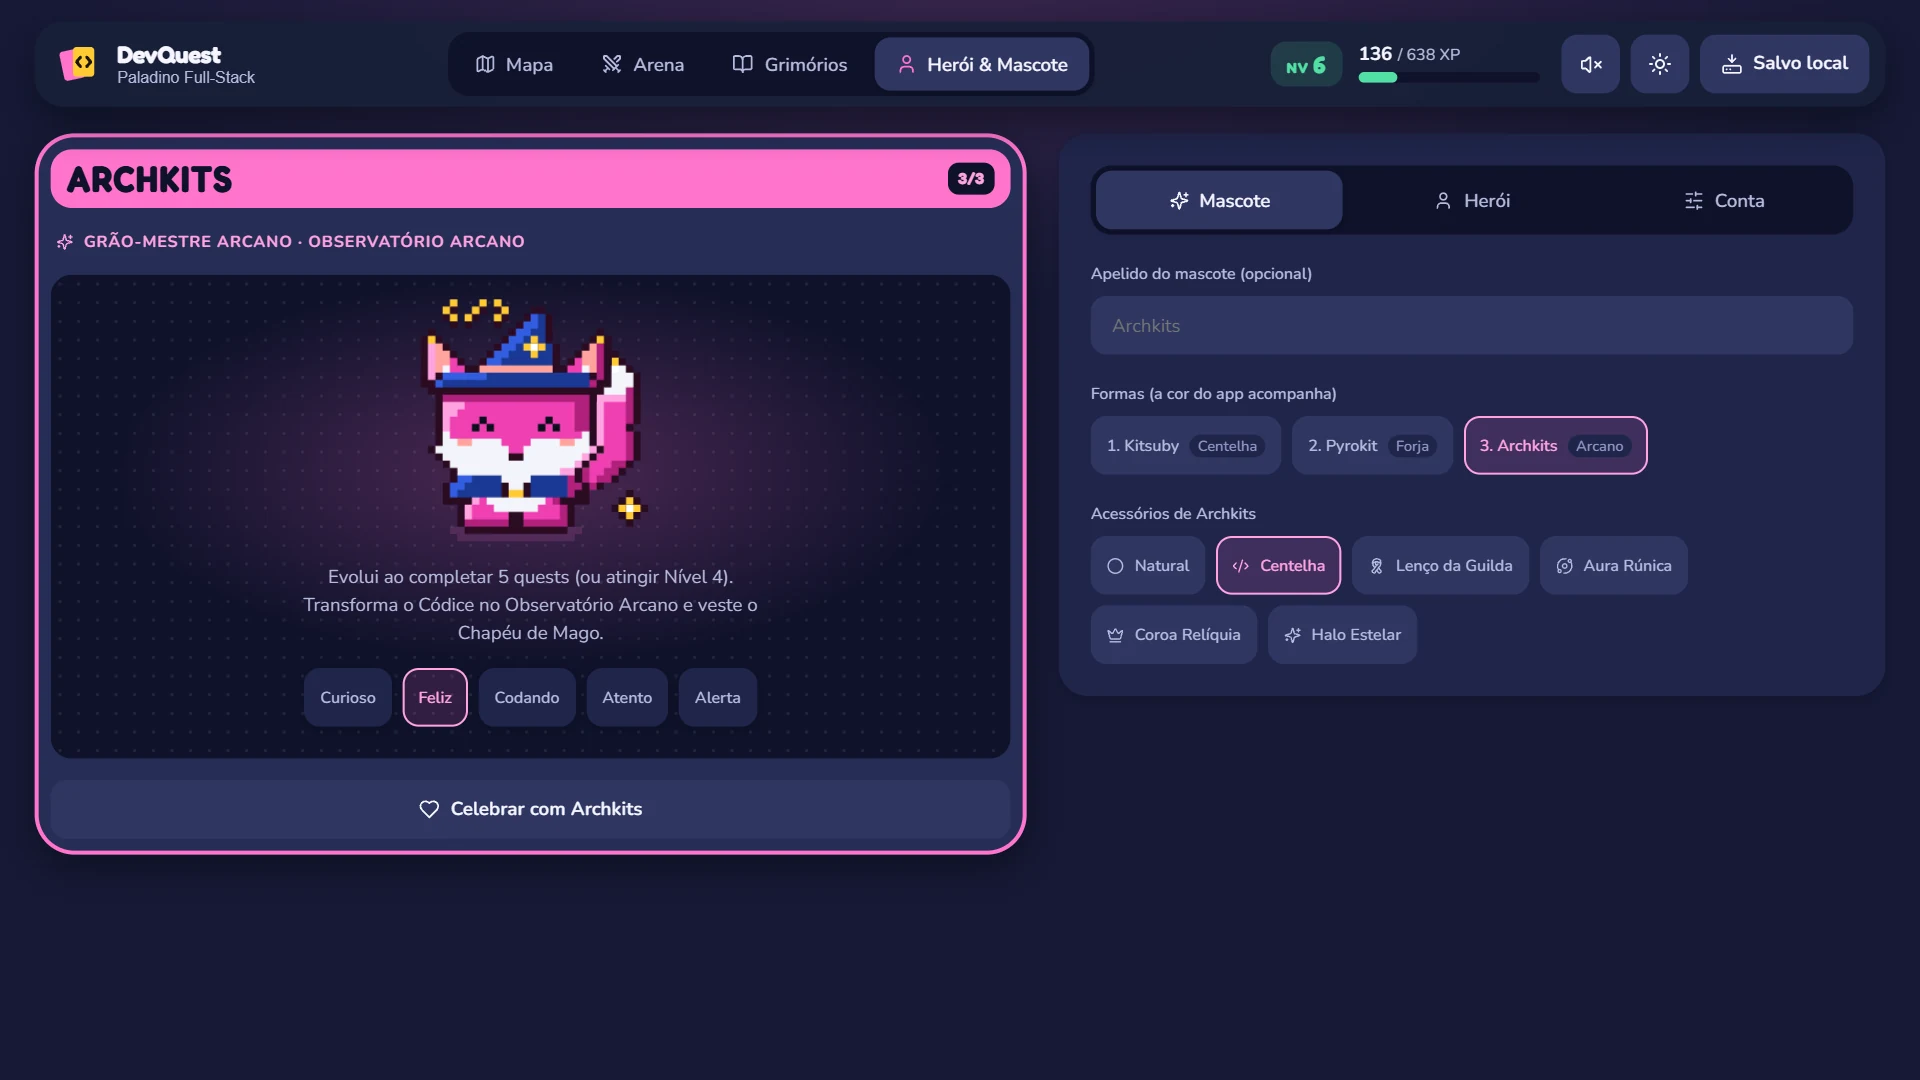 DevQuest
Paladino Full-Stack
Mapa
Arena
Grimórios
Herói & Mascote
NV 6
136 / 638 XP
Salvo local
ARCHKITS
3/3
GRÃO-MESTRE ARCANO · OBSERVATÓRIO ARCANO
Evolui ao completar 5 quests (ou atingir Nível 4).
Transforma o Códice no Observatório Arcano e veste o
Chapéu de Mago.
Curioso
Feliz
Codando
Atento
Alerta
Celebrar com Archkits
Mascote
Herói
Conta
Apelido do mascote (opcional)
Archkits
Formas (a cor do app acompanha)
1. Kitsuby Centelha
2. Pyrokit Forja
3. Archkits Arcano
Acessórios de Archkits
Natural
Centelha
Lenço da Guilda
Aura Rúnica
Coroa Relíquia
Halo Estelar